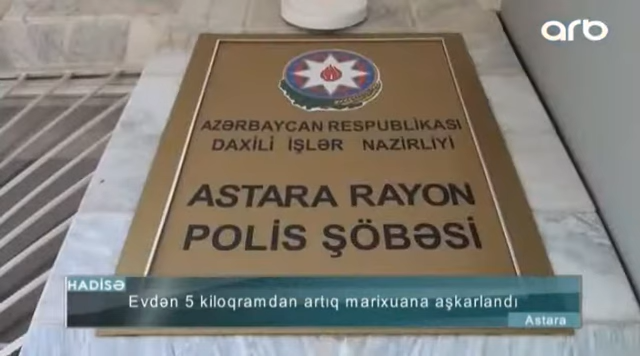 arb
AZƏRBAYCAN RESPUBLİKASI
DAXİLİ İŞLƏR NAZİRLİYİ
ASTARA RAYON
POLİS ŞÖBƏSİ
HADİSƏ
Evdən 5 kiloqramdan artıq marixuana aşkarlandı
Astara